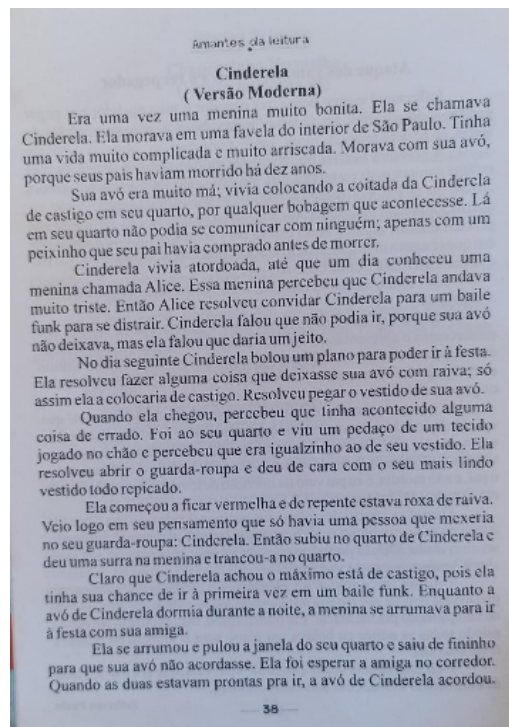 Amantes da leitura
Cinderela
( Versão Moderna)
Era uma vez uma menina muito bonita. Ela se chamava
Cinderela. Ela morava em uma favela do interior de São Paulo. Tinha
uma vida muito complicada e muito arriscada. Morava com sua avó,
porque seus pais haviam morrido há dez anos.
Sua avó era muito má; vivia colocando a coitada da Cinderela
de castigo em seu quarto, por qualquer bobagem que acontecesse. Lá
em seu quarto não podia se comunicar com ninguém; apenas com um
peixinho que seu pai havia comprado antes de morrer.
Cinderela vivia atordoada, até que um dia conheceu uma
menina chamada Alice. Essa menina percebeu que Cinderela andava
muito triste. Então Alice resolveu convidar Cinderela para um baile
funk para se distrair. Cinderela falou que não podia ir, porque sua avó
não deixava, mas ela falou que daria um jeito.
No dia seguinte Cinderela bolou um plano para poder ir à festa.
Ela resolveu fazer alguma coisa que deixasse sua avó com raiva; só
assim ela a colocaria de castigo. Resolveu pegar o vestido de sua avó.
Quando ela chegou, percebeu que tinha acontecido alguma
coisa de errado. Foi ao seu quarto e viu um pedaço de um tecido
jogado no chão e percebeu que era igualzinho ao de seu vestido. Ela
resolveu abrir o guarda-roupa e deu de cara com o seu mais lindo
vestido todo repicado.
Ela começou a ficar vermelha e de repente estava roxa de raiva.
Veio logo em seu pensamento que só havia uma pessoa que mexeria
no seu guarda-roupa: Cinderela. Então subiu no quarto de Cinderela e
deu uma surra na menina e trancou-a no quarto.
Claro que Cinderela achou o máximo está de castigo, pois ela
tinha sua chance de ir à primeira vez em um baile funk. Enquanto a
avó de Cinderela dormia durante a noite, a menina se arrumava para ir
à festa com sua amiga.
Ela se arrumou e pulou a janela do seu quarto e saiu de fininho
para que sua avó não acordasse. Ela foi esperar a amiga no corredor.
Quando as duas estavam prontas pra ir, a avó de Cinderela acordou.
38